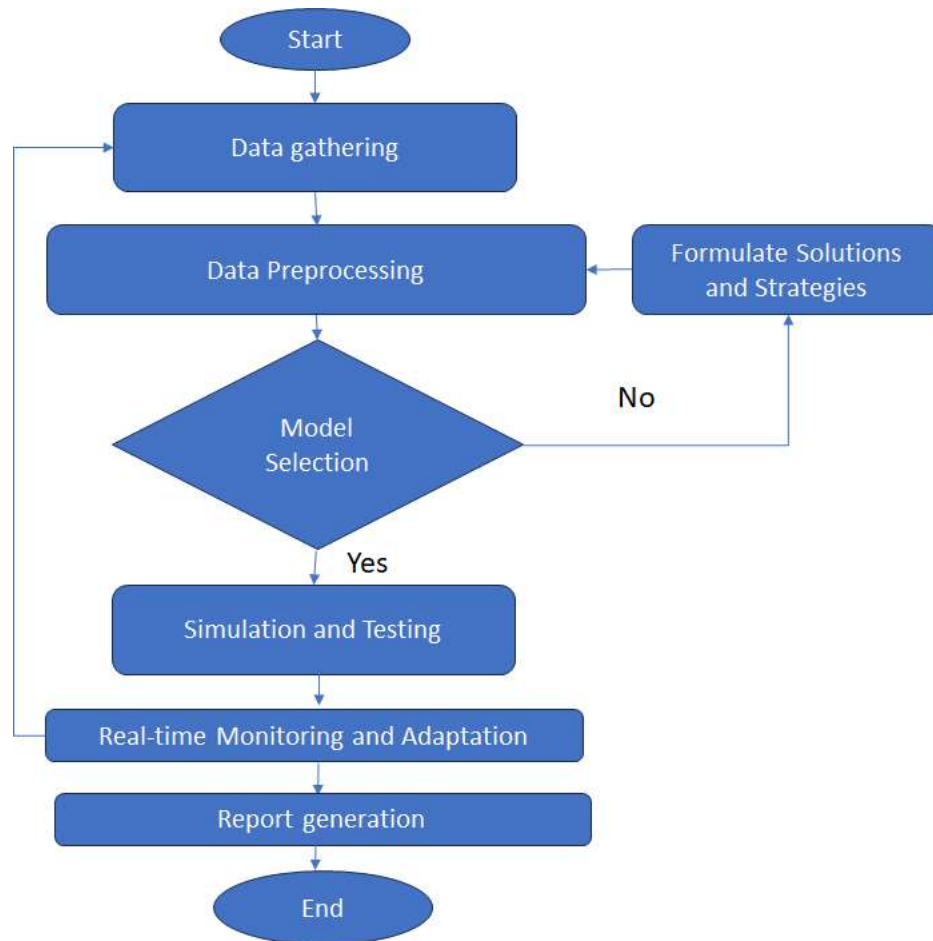 Start
Data gathering
Data Preprocessing
Formulate Solutions
and Strategies
No
Model
Selection
Yes
Simulation and Testing
Real-time Monitoring and Adaptation
Report generation
End